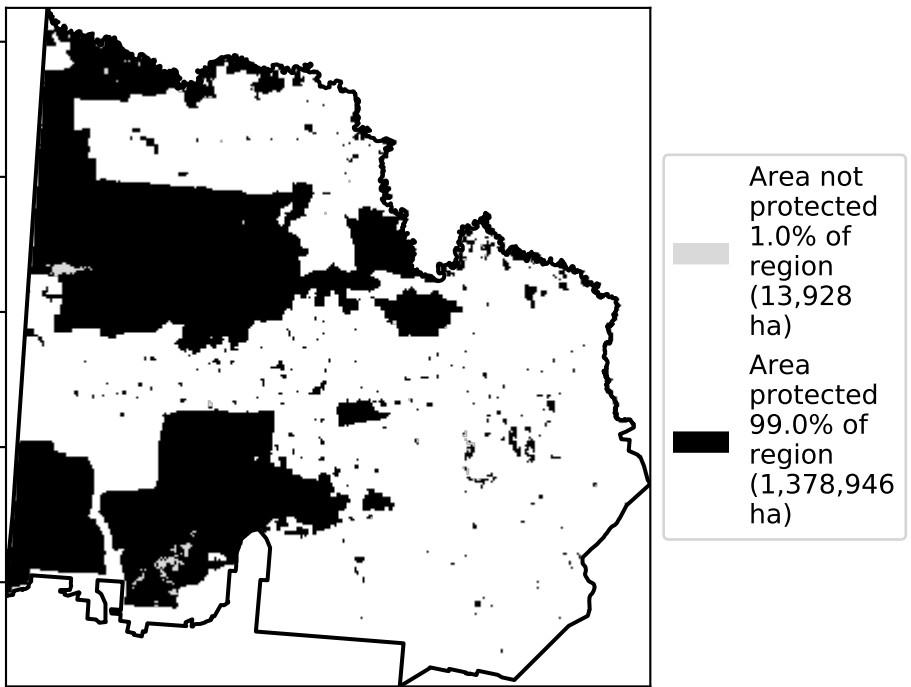 Area not
protected
1.0% of
region
(13,928
ha)
Area
protected
99.0% of
region
(1,378,946
ha)